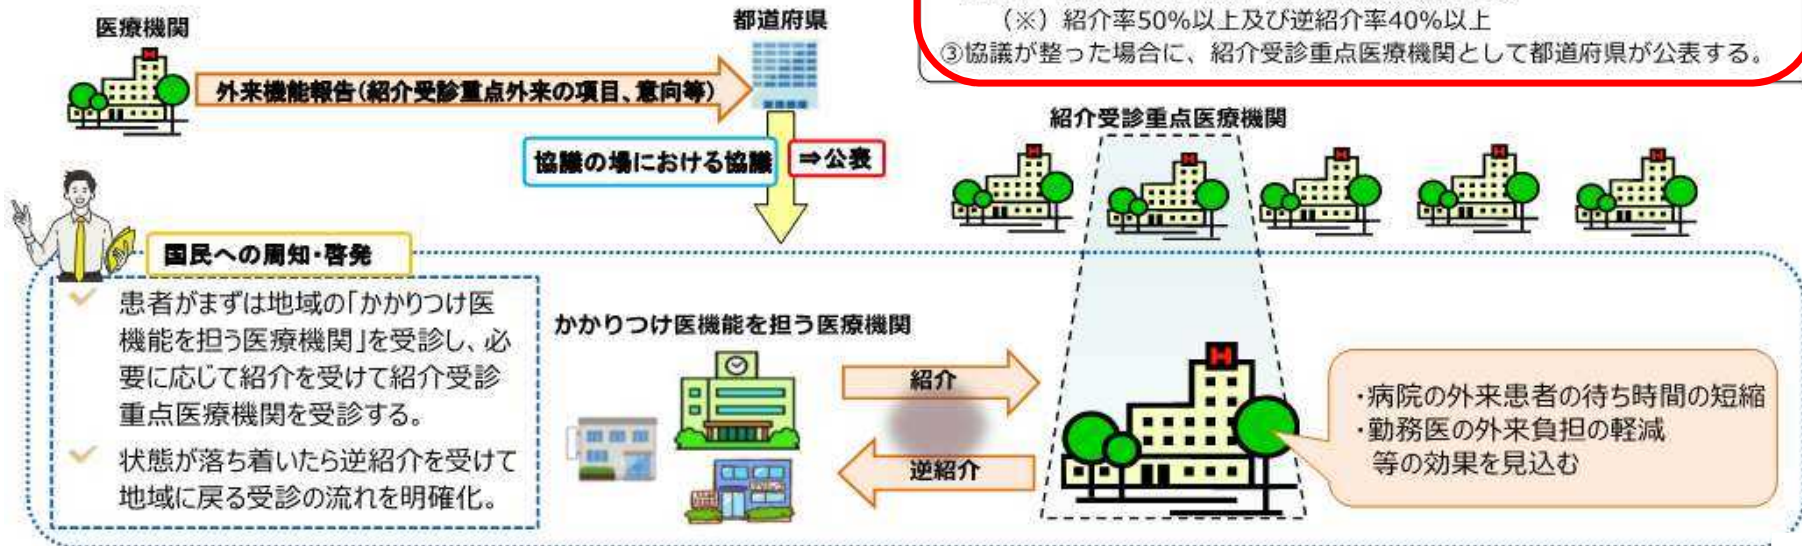 医療機関
都道府県
(※)紹介率50%以上及び逆紹介率40%以上
③協議が整った場合に、紹介受診重点医療機関として都道府県が公表する。
外来機能報告(紹介受診重点外来の項目、意向等)
協議の場における協議
⇒公表
紹介受診重点医療機関
国民への周知・啓発
患者がまずは地域の「かかりつけ医
機能を担う医療機関」を受診し、必
要に応じて紹介を受けて紹介受診
重点医療機関を受診する。
状態が落ち着いたら逆紹介を受けて
地域に戻る受診の流れを明確化。
かかりつけ医機能を担う医療機関
紹介
逆紹介
・病院の外来患者の待ち時間の短縮
・勤務医の外来負担の軽減
等の効果を見込む